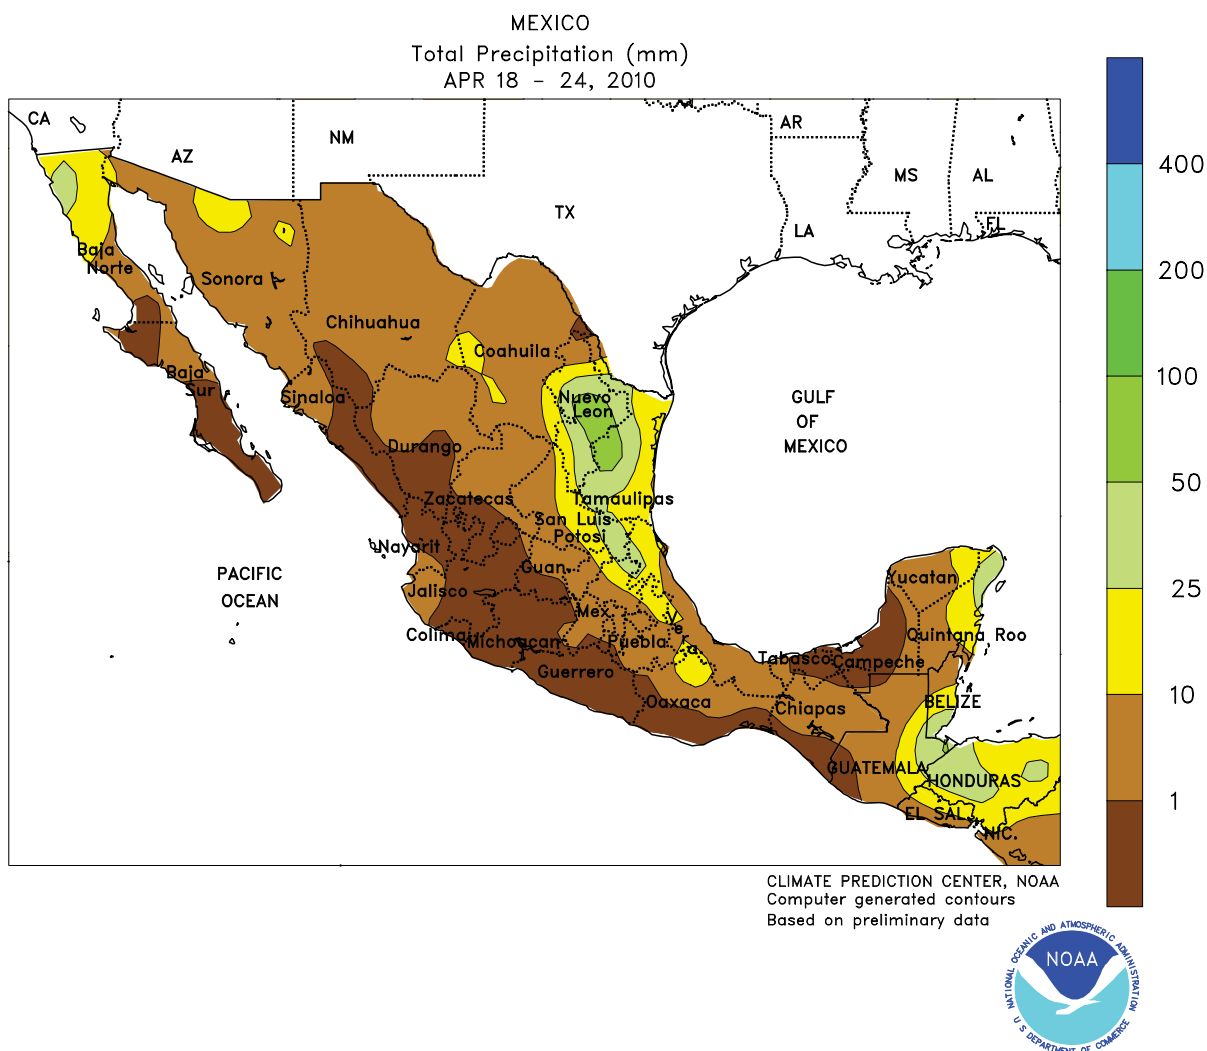 MEXICO
Total Precipitation (mm)
APR 18 - 24, 2010
CA
AZ
NM
TX
AR
LA
MS
AL
FL
Baja
Norte
Sonora
Chihuahua
Coahuila
Baja
Sur
Sinaloa
Nuevo
Leon
Durango
Zacatecas
Tamaulipas
San Luis
Potosi
Nayarit
Guan.
Jalisco
Mex.
Colima
Michoacan
Puebla
Vera.
Guerrero
Oaxaca
Tabasco
Campeche
Yucatan
Quintana Roo
Chiapas
BELIZE
GUATEMALA
HONDURAS
EL SAL.
NIC.
GULF
OF
MEXICO
PACIFIC
OCEAN
400
200
100
50
25
10
1
CLIMATE PREDICTION CENTER, NOAA
Computer generated contours
Based on preliminary data
NATIONAL OCEANIC AND ATMOSPHERIC ADMINISTRATION
NOAA
U S DEPARTMENT OF COMMERCE